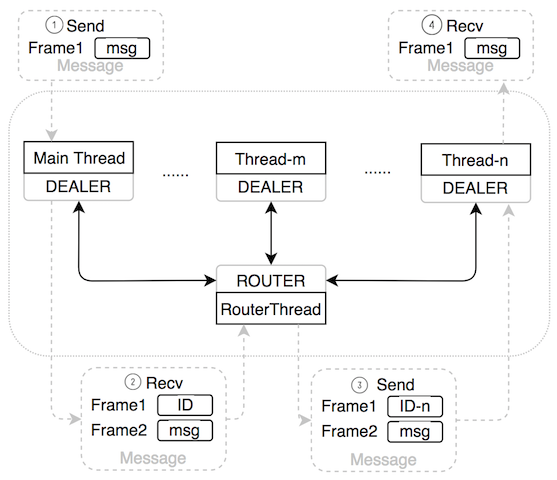 1 Send
Frame1 msg
Message
4 Recv
Frame1 msg
Message
Main Thread
DEALER
......
Thread-m
DEALER
......
Thread-n
DEALER
ROUTER
RouterThread
2 Recv
Frame1 ID
Frame2 msg
Message
3 Send
Frame1 ID-n
Frame2 msg
Message